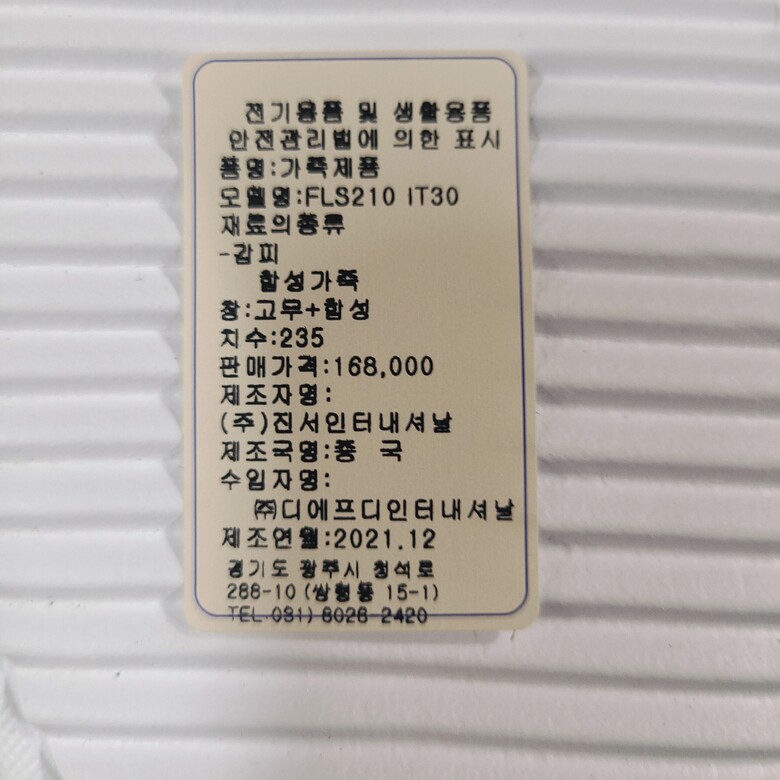 전기용품 및 생활용품
안전관리법에 의한 표시
품명:가죽제품
모델명:FLS210 IT30
재료의종류
-갑피
합성가죽
창:고무+합성
치수:235
판매가격:168,000
제조자명:
(주)진서인터내셔날
제조국명:중 국
수입자명:
㈜디에프디인터내셔날
제조연월:2021.12
경기도 광주시 청석로
288-10 (쌍령동 15-1)
TEL.031) 8026-2420